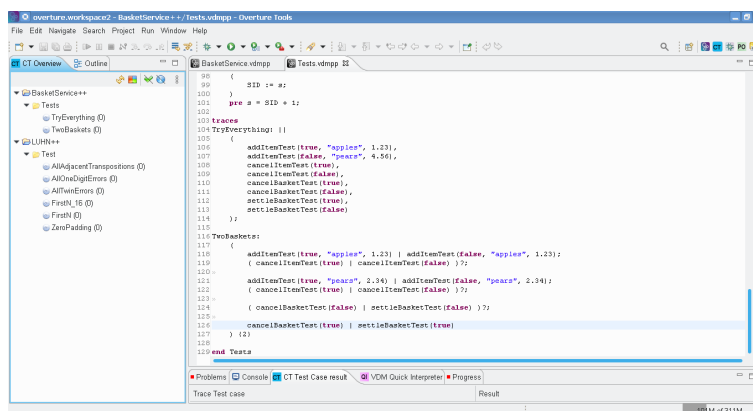 overture.workspace2 - BasketService++/Tests.vdmpp - Overture Tools
File Edit Navigate Search Project Run Window Help
CT CT Overview Outline
BasketService.vdmpp Tests.vdmpp
BasketService++
Tests
TryEverything (0)
TwoBaskets (0)
LUHN++
Test
AllAdjacentTranspositions (0)
AllOneDigitErrors (0)
AllTwinErrors (0)
FirstN_16 (0)
FirstN (0)
ZeroPadding (0)
98 (
99 SID := s;
100 )
101 pre s = SID + 1;
102
103 traces
104 TryEverything: ||
105 (
106 addItemTest(true, "apples", 1.23),
107 addItemTest(false, "pears", 4.56),
108 cancelItemTest(true),
109 cancelItemTest(false),
110 cancelBasketTest(true),
111 cancelBasketTest(false),
112 settleBasketTest(true),
113 settleBasketTest(false)
114 );
115
116 TwoBaskets:
117 (
118 addItemTest(true, "apples", 1.23) | addItemTest(false, "apples", 1.23);
119 ( cancelItemTest(true) | cancelItemTest(false) )?;
120
121 addItemTest(true, "pears", 2.34) | addItemTest(false, "pears", 2.34);
122 ( cancelItemTest(true) | cancelItemTest(false) )?;
123
124 ( cancelBasketTest(false) | settleBasketTest(false) )?;
125
126 cancelBasketTest(true) | settleBasketTest(true)
127 ) {2}
128
129 end Tests
Problems Console CT CT Test Case result QI VDM Quick Interpreter Progress
Trace Test case Result